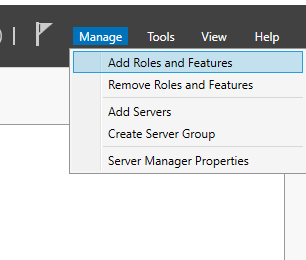 Manage Tools View Help
Add Roles and Features
Remove Roles and Features
Add Servers
Create Server Group
Server Manager Properties